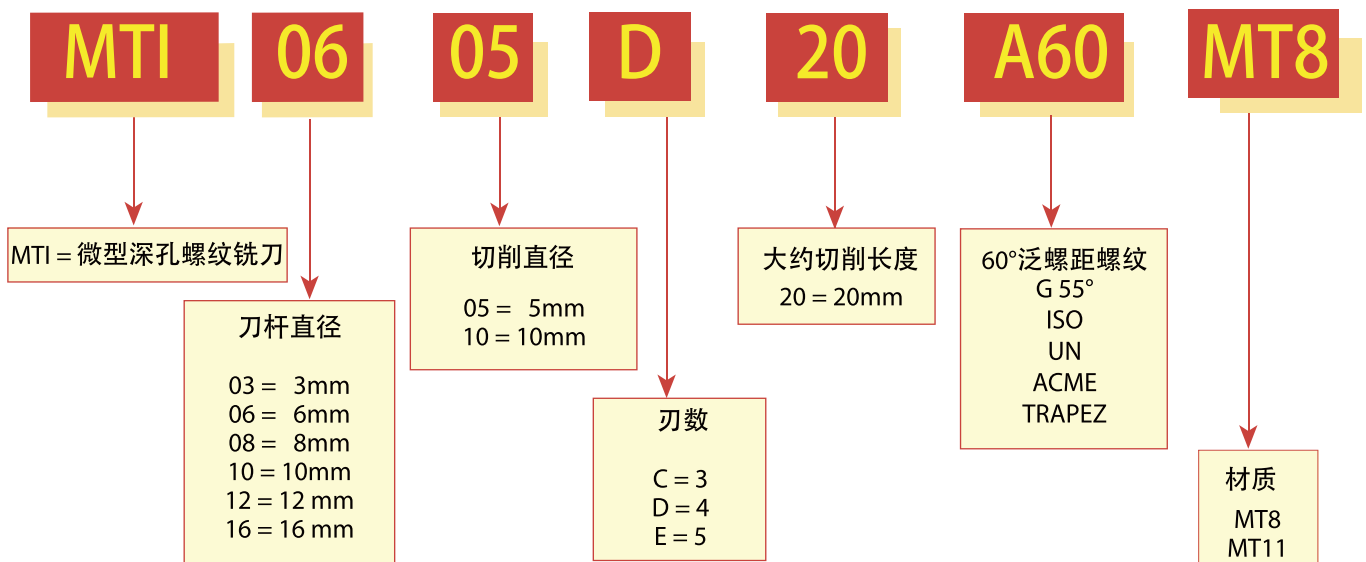 MTI 06 05 D 20 A60 MT8
MTI = 微型深孔螺纹铣刀
刀杆直径
03 = 3mm
06 = 6mm
08 = 8mm
10 = 10mm
12 = 12 mm
16 = 16 mm
切削直径
05 = 5mm
10 = 10mm
刃数
C = 3
D = 4
E = 5
大约切削长度
20 = 20mm
60°泛螺距螺纹
G 55°
ISO
UN
ACME
TRAPEZ
材质
MT8
MT11